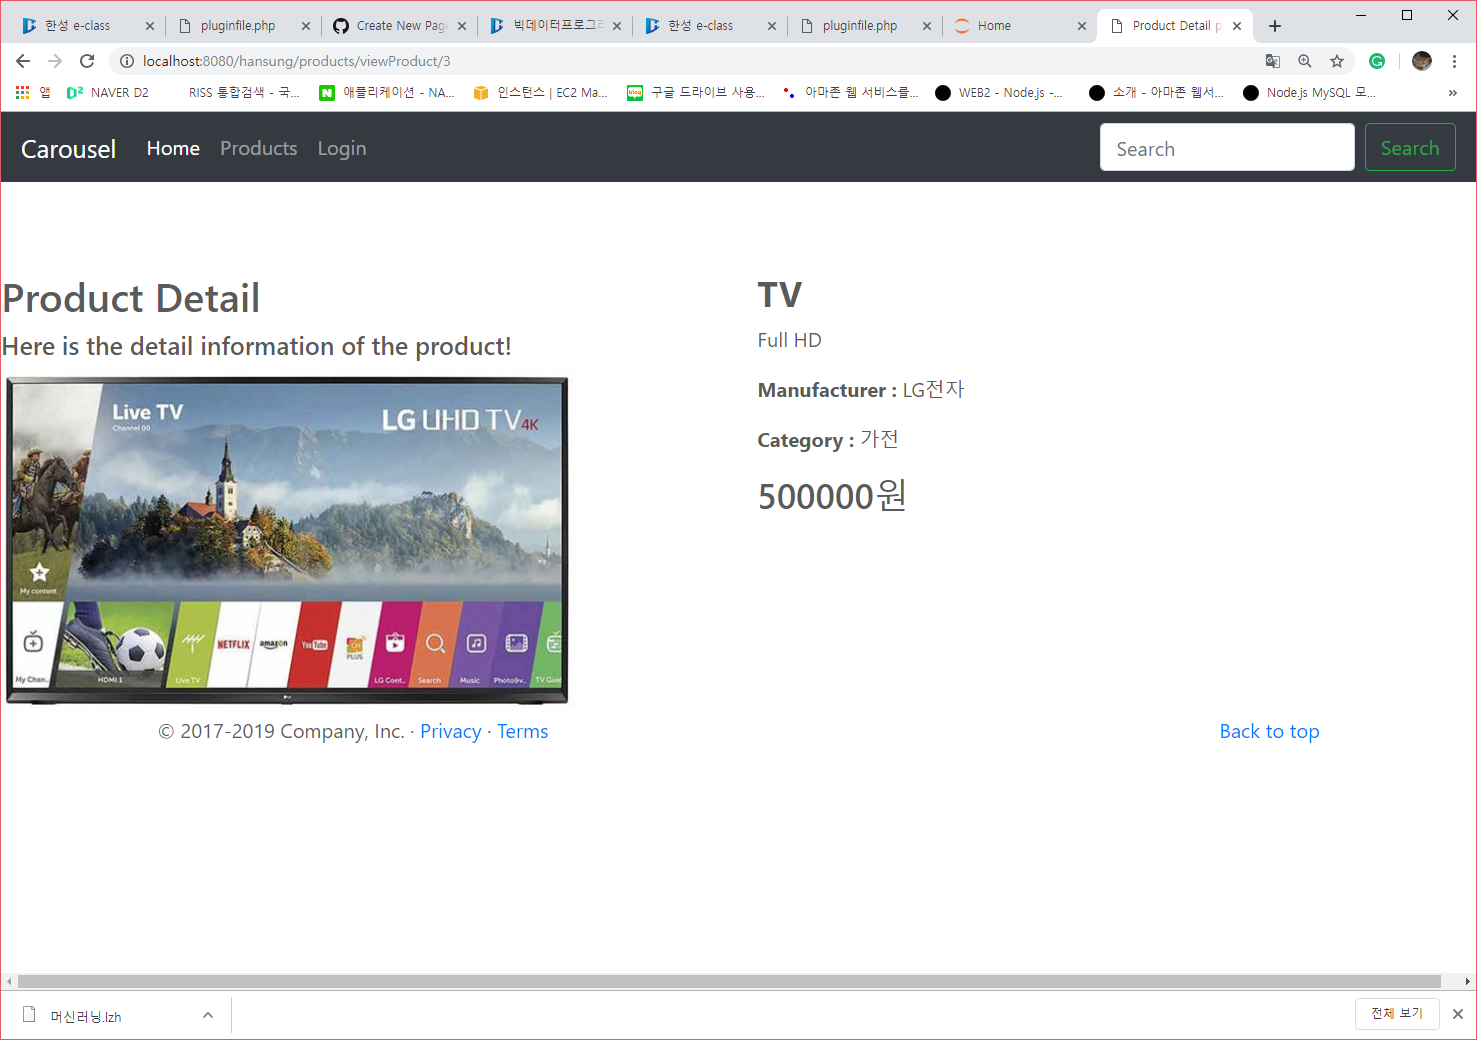 한성 e-class
pluginfile.php
Create New Page
빅데이터프로그래
한성 e-class
pluginfile.php
Home
Product Detail p
localhost:8080/hansung/products/viewProduct/3
앱
NAVER D2
RISS 통합검색 - 국...
애플리케이션 - NA...
인스턴스 | EC2 Ma...
구글 드라이브 사용...
아마존 웹 서비스를...
WEB2 - Node.js -...
소개 - 아마존 웹서...
Node.js MySQL 모...
»
Carousel
Home
Products
Login
Search
Search
Product Detail
Here is the detail information of the product!
Live TV
Channel 00
LG UHD TV 4K
My content
My Chan..
HDMI 1
Live TV
NETFLIX
amazon
YouTube
CH PLUS
LG Cont..
Search
Music
Photo&v..
TV Guid
LG
TV
Full HD
Manufacturer : LG전자
Category : 가전
500000원
© 2017-2019 Company, Inc. · Privacy · Terms
Back to top
머신러닝.lzh
전체 보기